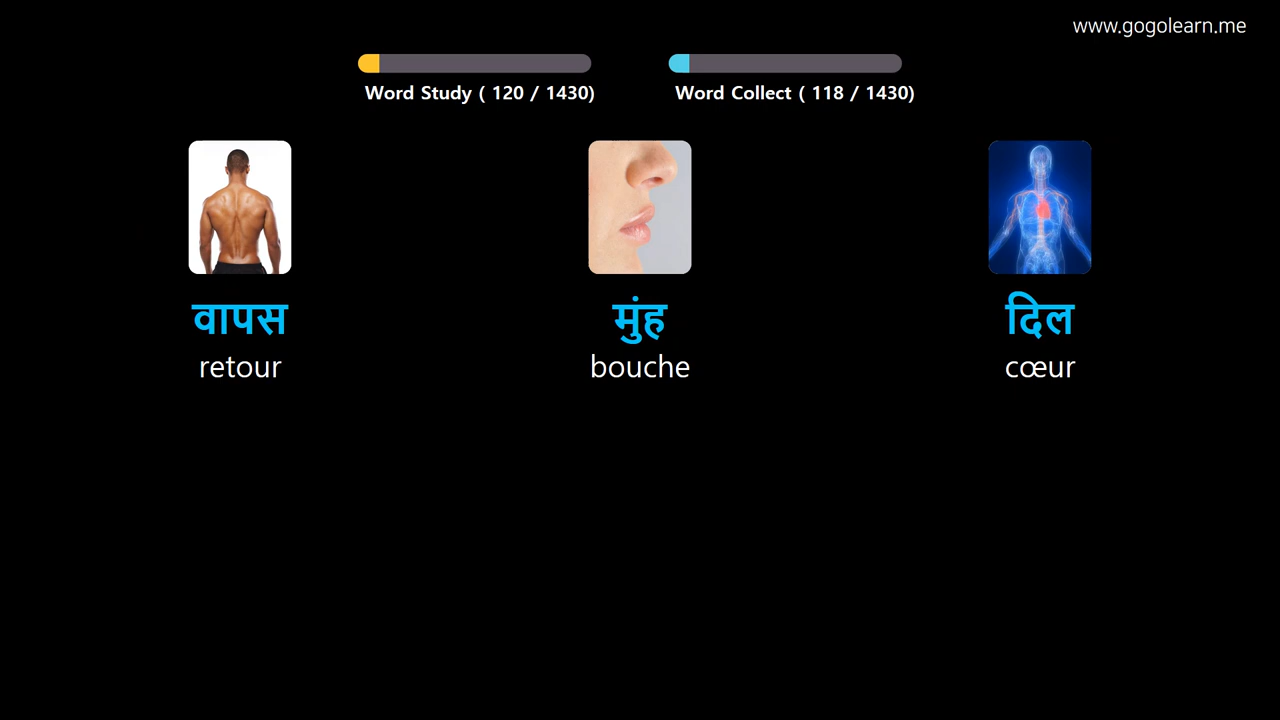 www.gogolearn.me
Word Study ( 120 / 1430)
Word Collect ( 118 / 1430)
वापस
मुंह
दिल
retour
bouche
cœur